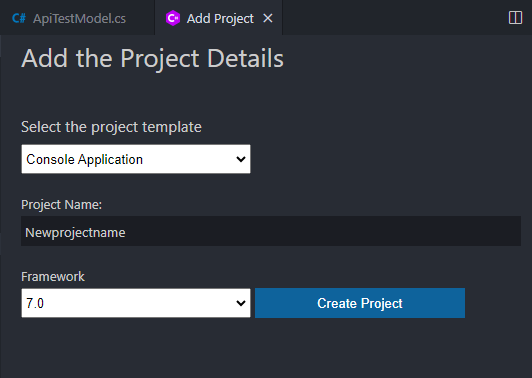 C# ApiTestModel.cs Add Project
Add the Project Details
Select the project template
Console Application
Project Name:
Newprojectname
Framework
7.0 Create Project